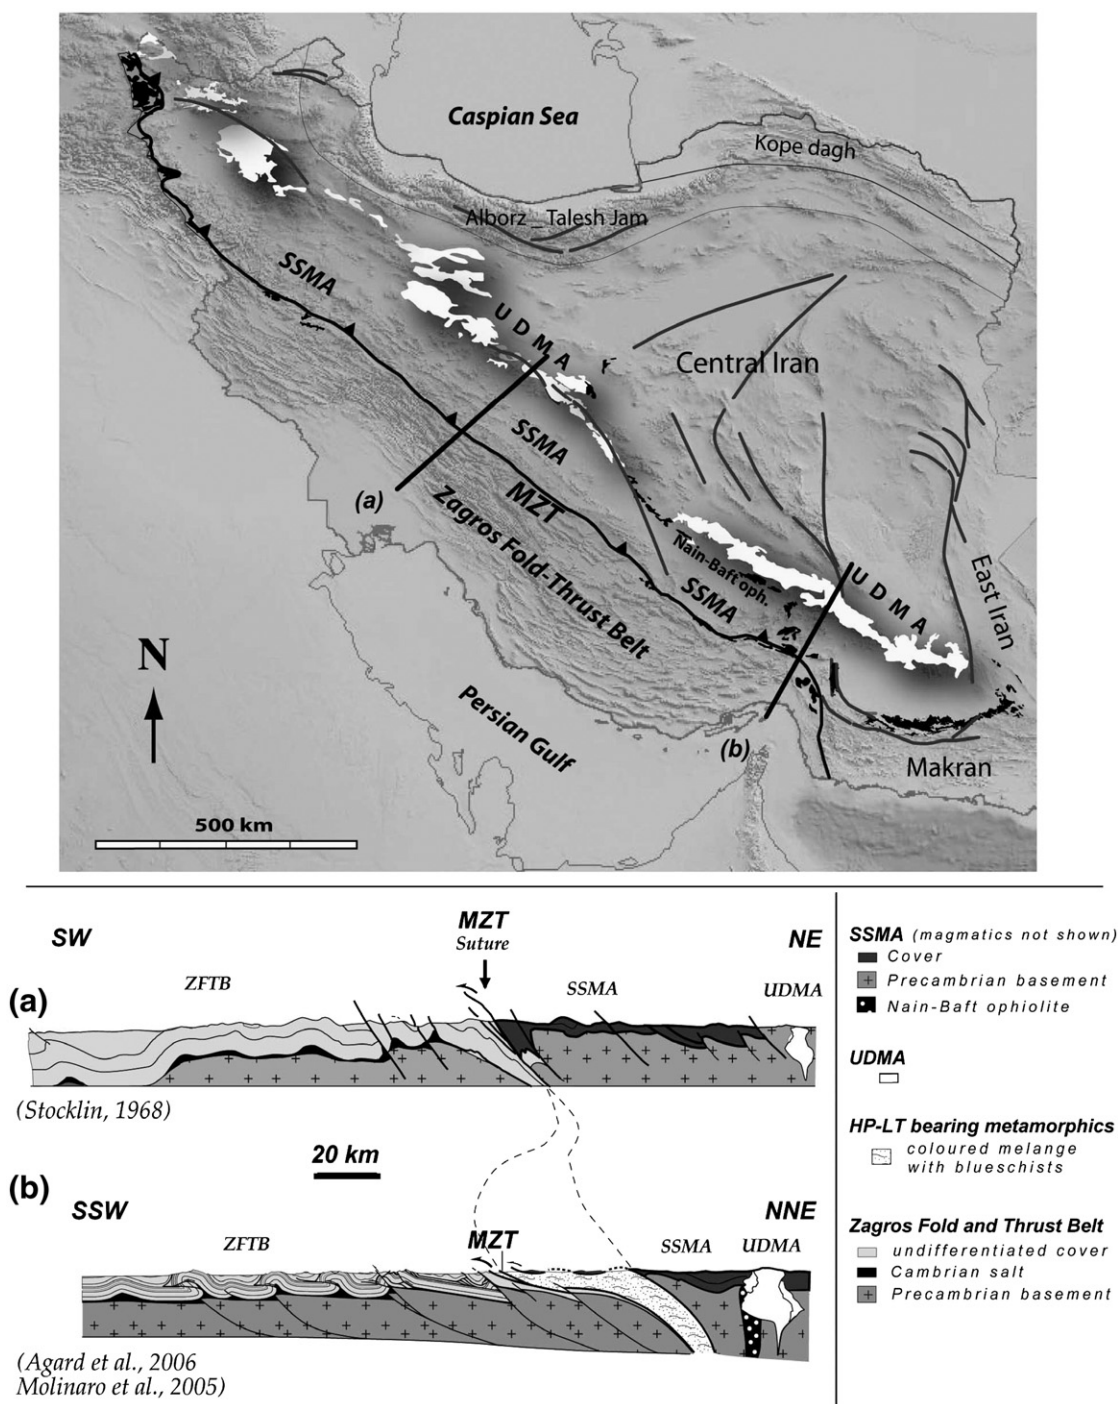 Caspian Sea
Kope dagh
Alborz _ Talesh Jam
SSMA
UDMA
Central Iran
SSMA
MZT
(a)
Zagros Fold-Thrust Belt
Nain-Baft oph.
SSMA
UDMA
East Iran
N
Persian Gulf
(b)
Makran
500 km
SW
MZT
Suture
NE
(a)
ZFTB
SSMA
UDMA
(Stocklin, 1968)
20 km
(b)
SSW
NNE
ZFTB
MZT
SSMA
UDMA
(Agard et al., 2006
Molinaro et al., 2005)
SSMA (magmatics not shown)
Cover
Precambrian basement
Nain-Baft ophiolite
UDMA
HP-LT bearing metamorphics
coloured melange
with blueschists
Zagros Fold and Thrust Belt
undifferentiated cover
Cambrian salt
Precambrian basement